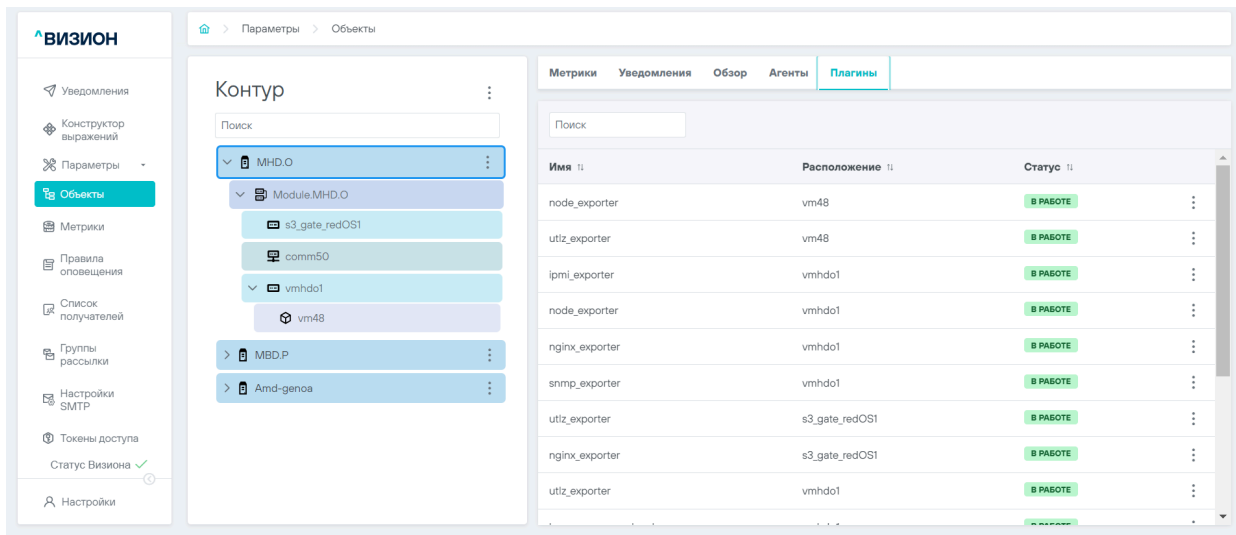 ^ВИЗИОН
Параметры
Объекты
Уведомления
Конструктор
выражений
Параметры
Объекты
Метрики
Правила
оповещения
Список
получателей
Группы
рассылки
Настройки
SMTP
Токены доступа
Статус Визиона
Настройки
Контур
Поиск
MHD.O
Module.MHD.O
s3_gate_redOS1
comm50
vmhdo1
vm48
MBD.P
Amd-genoa
Метрики Уведомления Обзор Агенты Плагины
Поиск
Имя Расположение Статус
node_exporter vm48 В РАБОТЕ
utlz_exporter vm48 В РАБОТЕ
ipmi_exporter vmhdo1 В РАБОТЕ
node_exporter vmhdo1 В РАБОТЕ
nginx_exporter vmhdo1 В РАБОТЕ
snmp_exporter vmhdo1 В РАБОТЕ
utlz_exporter s3_gate_redOS1 В РАБОТЕ
nginx_exporter s3_gate_redOS1 В РАБОТЕ
utlz_exporter vmhdo1 В РАБОТЕ